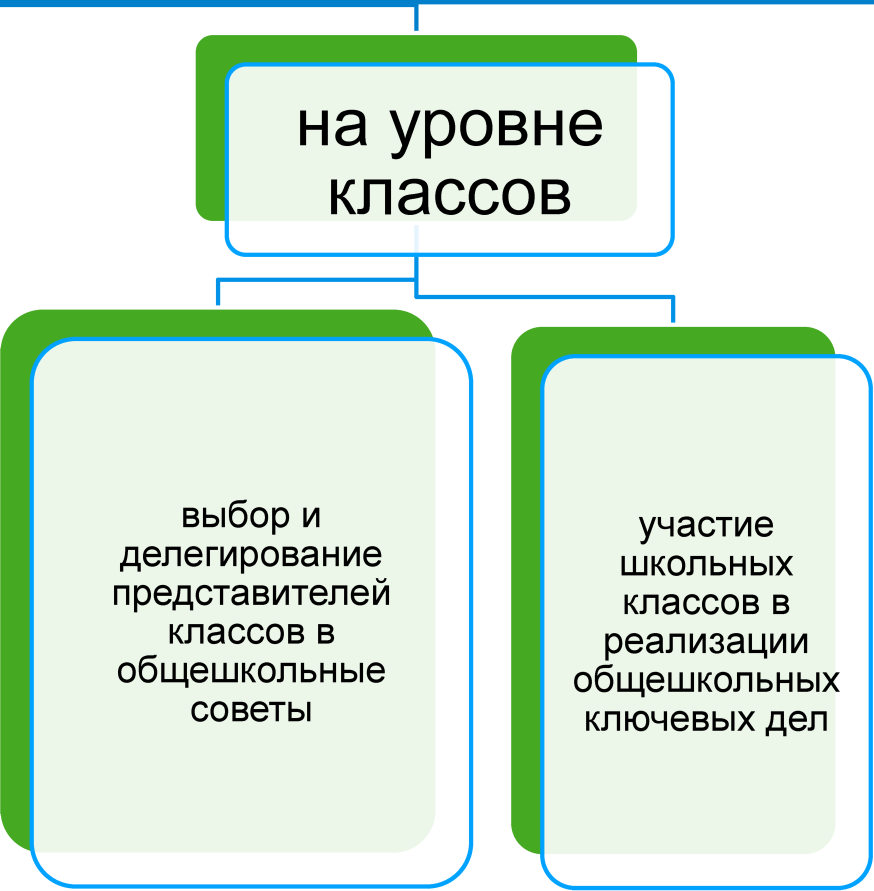 на уровне
классов
выбор и
делегирование
представителей
классов в
общешкольные
советы
участие
школьных
классов в
реализации
общешкольных
ключевых дел